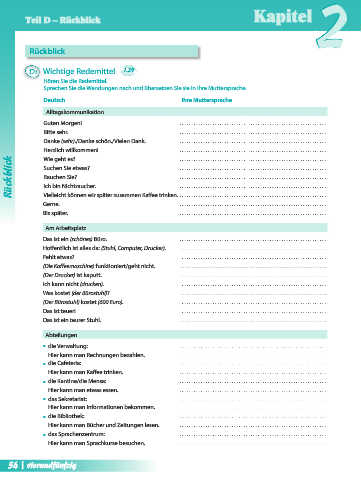 Teil D – Rückblick
Kapitel 2
Rückblick
D1 Wichtige Redemittel 1.39
Hören Sie die Redemittel.
Sprechen Sie die Wendungen nach und übersetzen Sie sie in Ihre Muttersprache.
Deutsch Ihre Muttersprache
Alltagskommunikation
Guten Morgen!
Bitte sehr.
Danke (sehr)./Danke schön./Vielen Dank.
Herzlich willkommen!
Wie geht es?
Suchen Sie etwas?
Rauchen Sie?
Ich bin Nichtraucher.
Vielleicht können wir später zusammen Kaffee trinken.
Gerne.
Bis später.
Am Arbeitsplatz
Das ist ein (schönes) Büro.
Hoffentlich ist alles da: (Stuhl, Computer, Drucker).
Fehlt etwas?
(Die Kaffeemaschine) funktioniert/geht nicht.
(Der Drucker) ist kaputt.
Ich kann nicht (drucken).
Was kostet (der Bürostuhl)?
(Der Bürostuhl) kostet (600 Euro).
Das ist teuer!
Das ist ein teurer Stuhl.
Abteilungen
die Verwaltung:
Hier kann man Rechnungen bezahlen.
die Cafeteria:
Hier kann man Kaffee trinken.
die Kantine/die Mensa:
Hier kann man etwas essen.
das Sekretariat:
Hier kann man Informationen bekommen.
die Bibliothek:
Hier kann man Bücher und Zeitungen lesen.
das Sprachenzentrum:
Hier kann man Sprachkurse besuchen.
Rückblick
56 | sechsundfünfzig